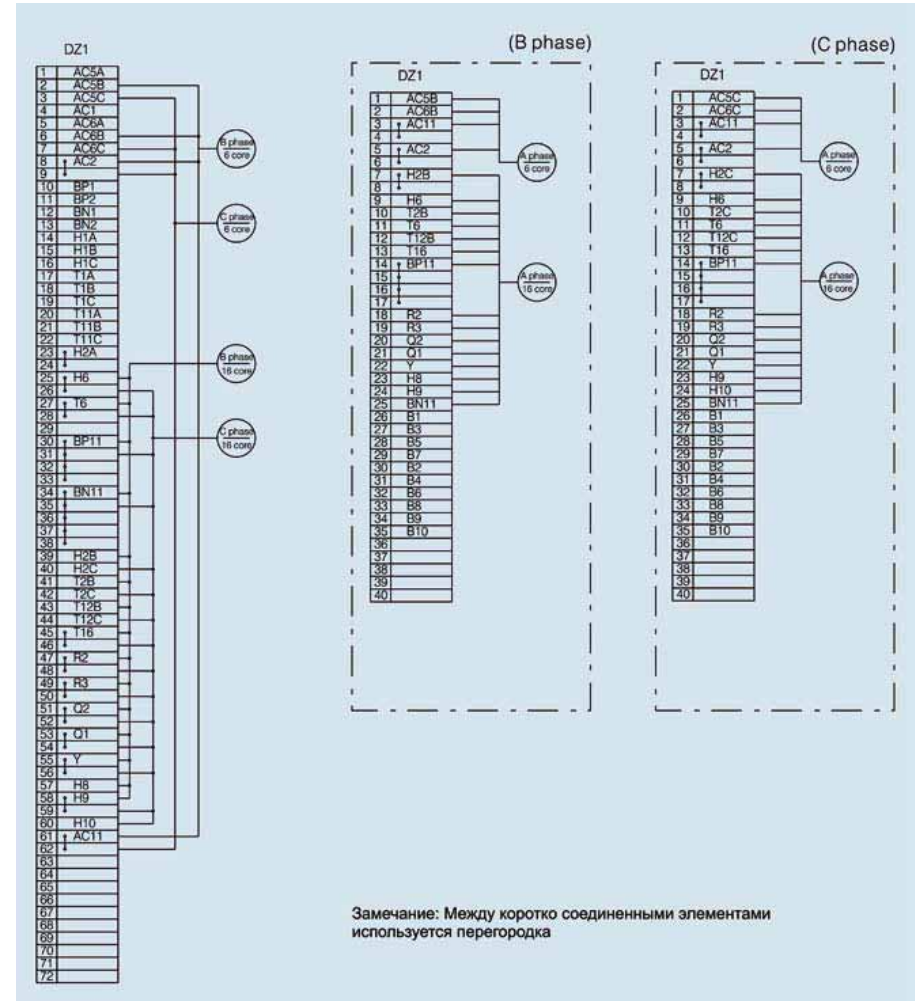 (B phase)
(C phase)
DZ1
1 AC5A
2 AC5B
3 AC5C
4 AC1
5 AC6A
6 AC6B
7 AC6C
8 AC2
9
10 BP1
11 BP2
12 BN1
13 BN2
14 H1A
15 H1B
16 H1C
17 T1A
18 T1B
19 T1C
20 T11A
21 T11B
22 T11C
23 H2A
24
25 H6
26
27 T6
28
29
30 BP11
31
32
33
34 BN11
35
36
37
38
39 H2B
40 H2C
41 T2B
42 T2C
43 T12B
44 T12C
45 T16
46
47 R2
48
49 R3
50
51 Q2
52
53 Q1
54
55 Y
56
57 H8
58 H9
59
60 H10
61 AC11
62
63
64
65
66
67
68
69
70
71
72
B phase
6 core
C phase
6 core
B phase
16 core
C phase
16 core
DZ1
1 AC5B
2 AC6B
3 AC11
4
5 AC2
6
7 H2B
8
9 H6
10 T2B
11 T6
12 T12B
13 T16
14 BP11
15
16
17
18 R2
19 R3
20 Q2
21 Q1
22 Y
23 H8
24 H9
25 BN11
26 B1
27 B3
28 B5
29 B7
30 B2
31 B4
32 B6
33 B8
34 B9
35 B10
36
37
38
39
40
A phase
6 core
A phase
16 core
DZ1
1 AC5C
2 AC6C
3 AC11
4
5 AC2
6
7 H2C
8
9 H6
10 T2C
11 T6
12 T12C
13 T16
14 BP11
15
16
17
18 R2
19 R3
20 Q2
21 Q1
22 Y
23 H9
24 H10
25 BN11
26 B1
27 B3
28 B5
29 B7
30 B2
31 B4
32 B6
33 B8
34 B9
35 B10
36
37
38
39
40
A phase
6 core
A phase
16 core
Замечание: Между коротко соединенными элементами
используется перегородка